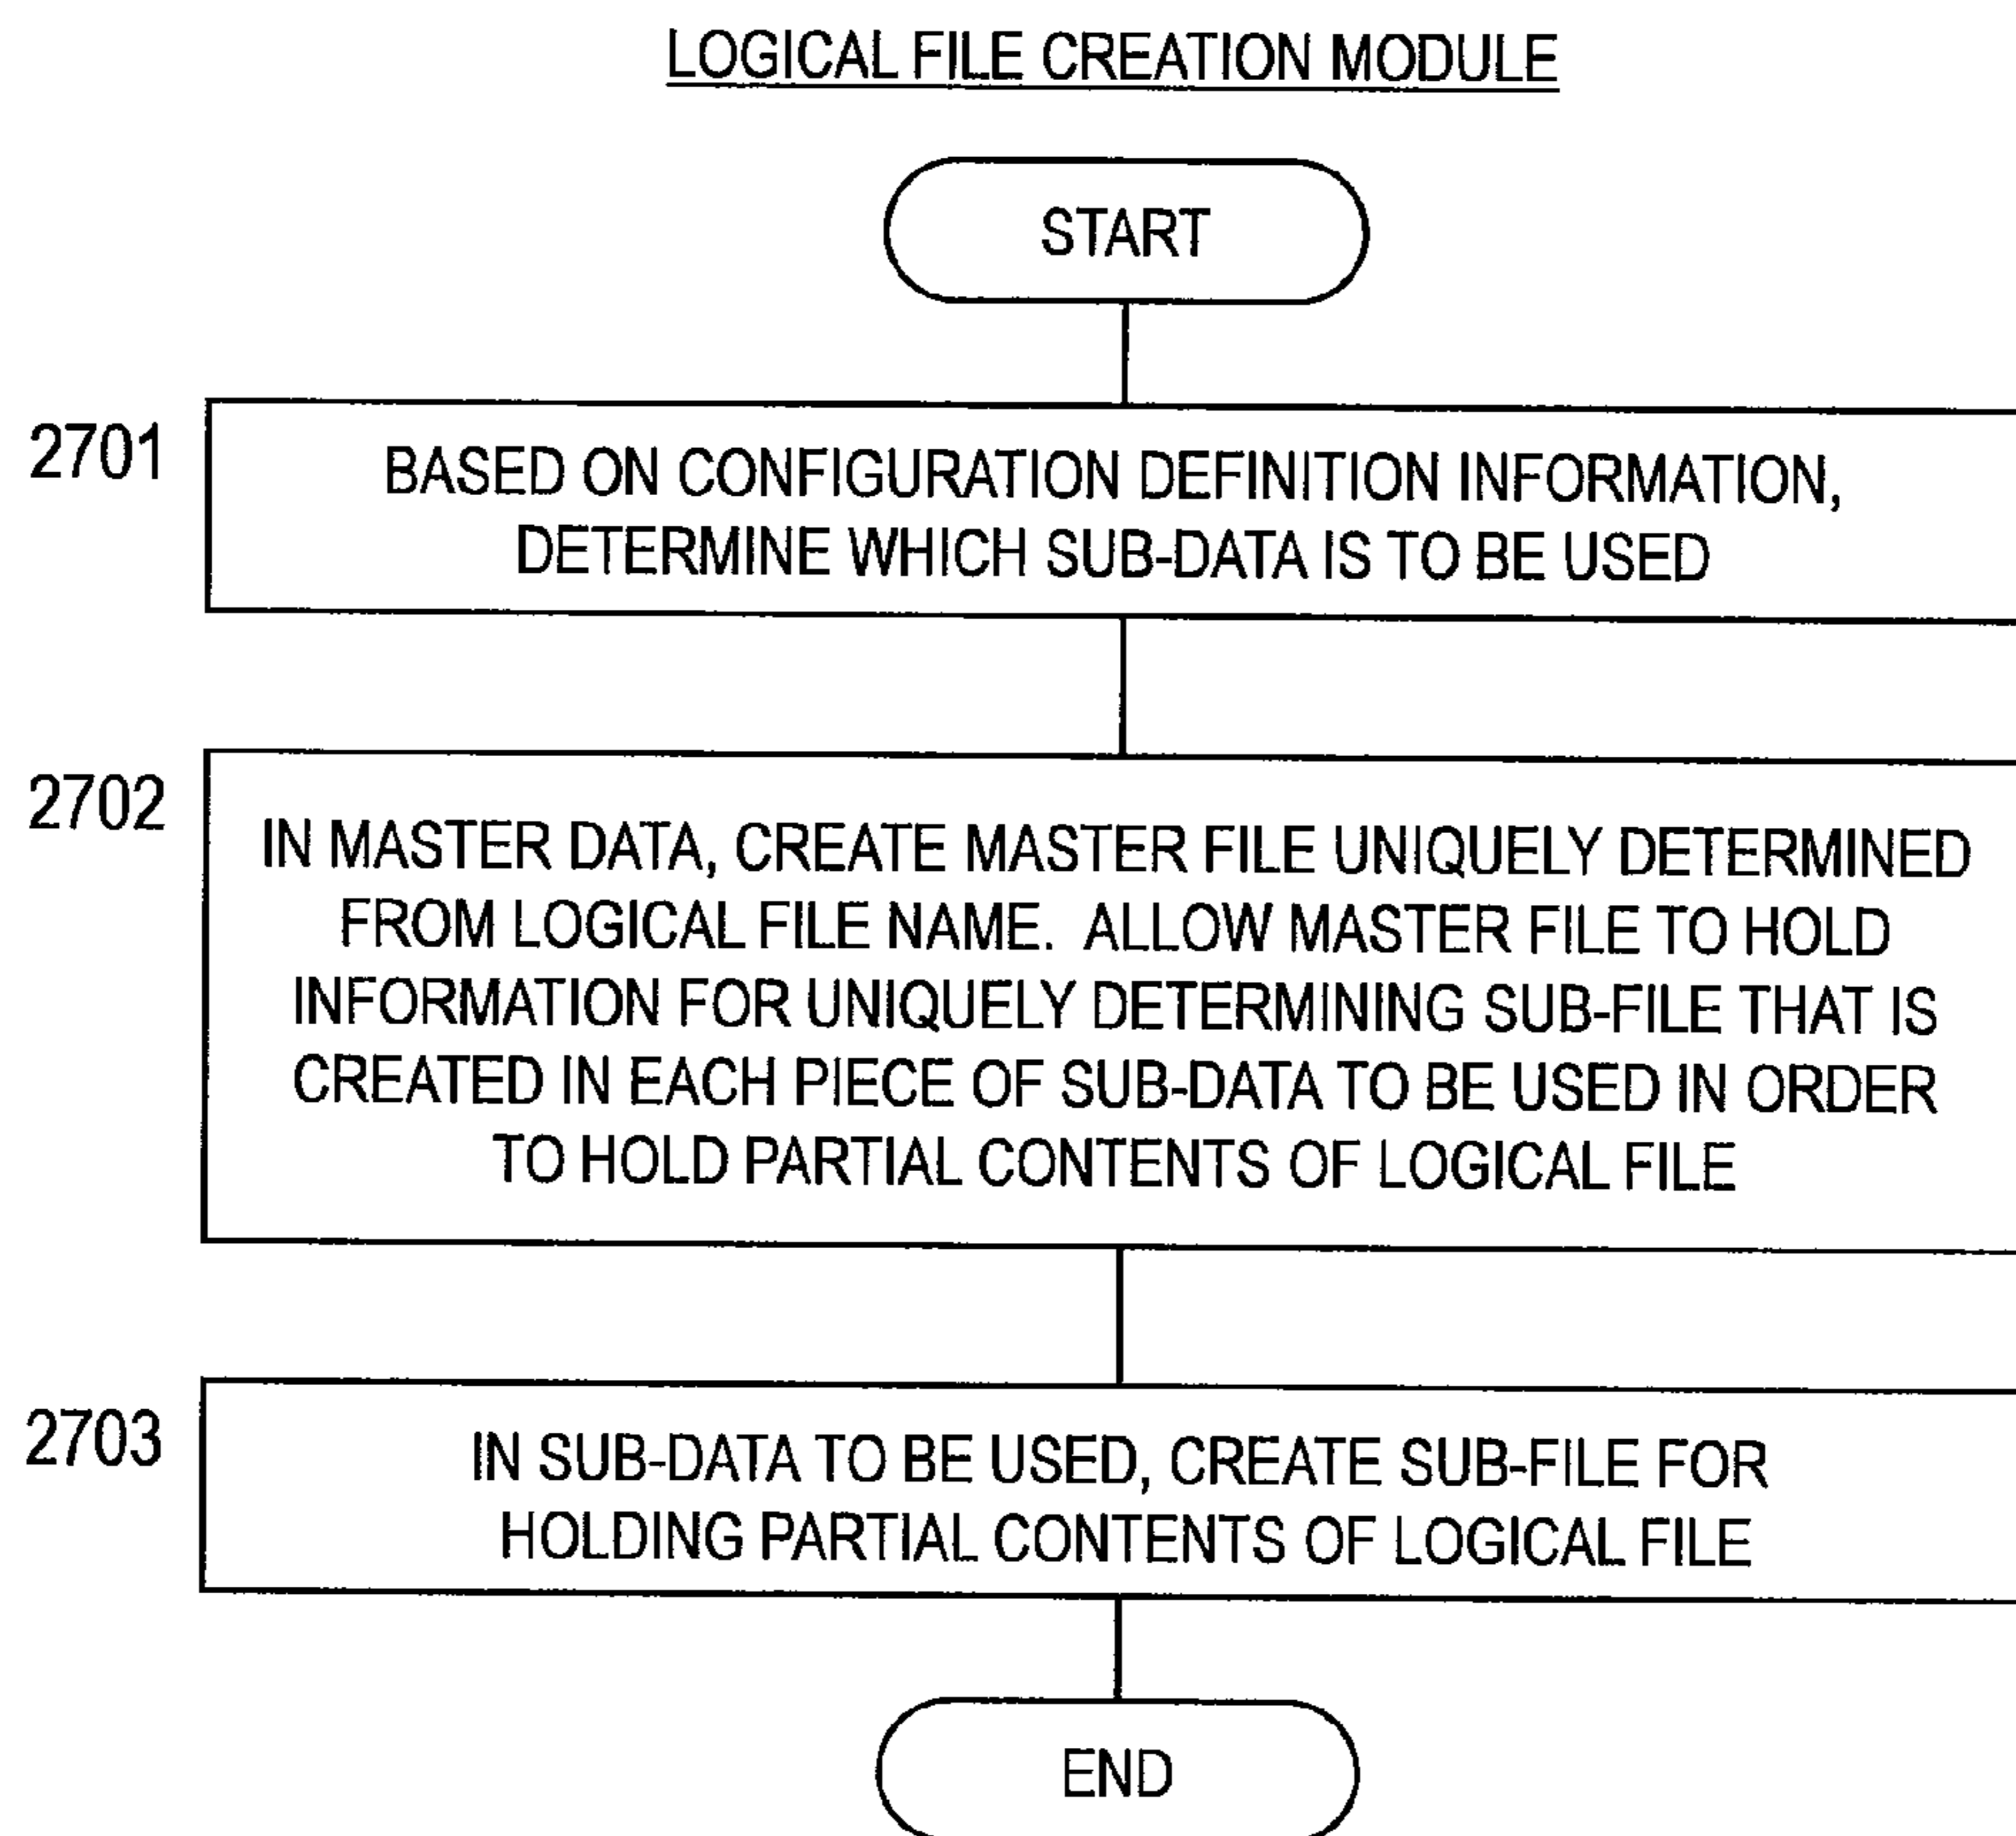 LOGICAL FILE CREATION MODULE
START
2701
BASED ON CONFIGURATION DEFINITION INFORMATION,
DETERMINE WHICH SUB-DATA IS TO BE USED
2702
IN MASTER DATA, CREATE MASTER FILE UNIQUELY DETERMINED
FROM LOGICAL FILE NAME. ALLOW MASTER FILE TO HOLD
INFORMATION FOR UNIQUELY DETERMINING SUB-FILE THAT IS
CREATED IN EACH PIECE OF SUB-DATA TO BE USED IN ORDER
TO HOLD PARTIAL CONTENTS OF LOGICAL FILE
2703
IN SUB-DATA TO BE USED, CREATE SUB-FILE FOR
HOLDING PARTIAL CONTENTS OF LOGICAL FILE
END